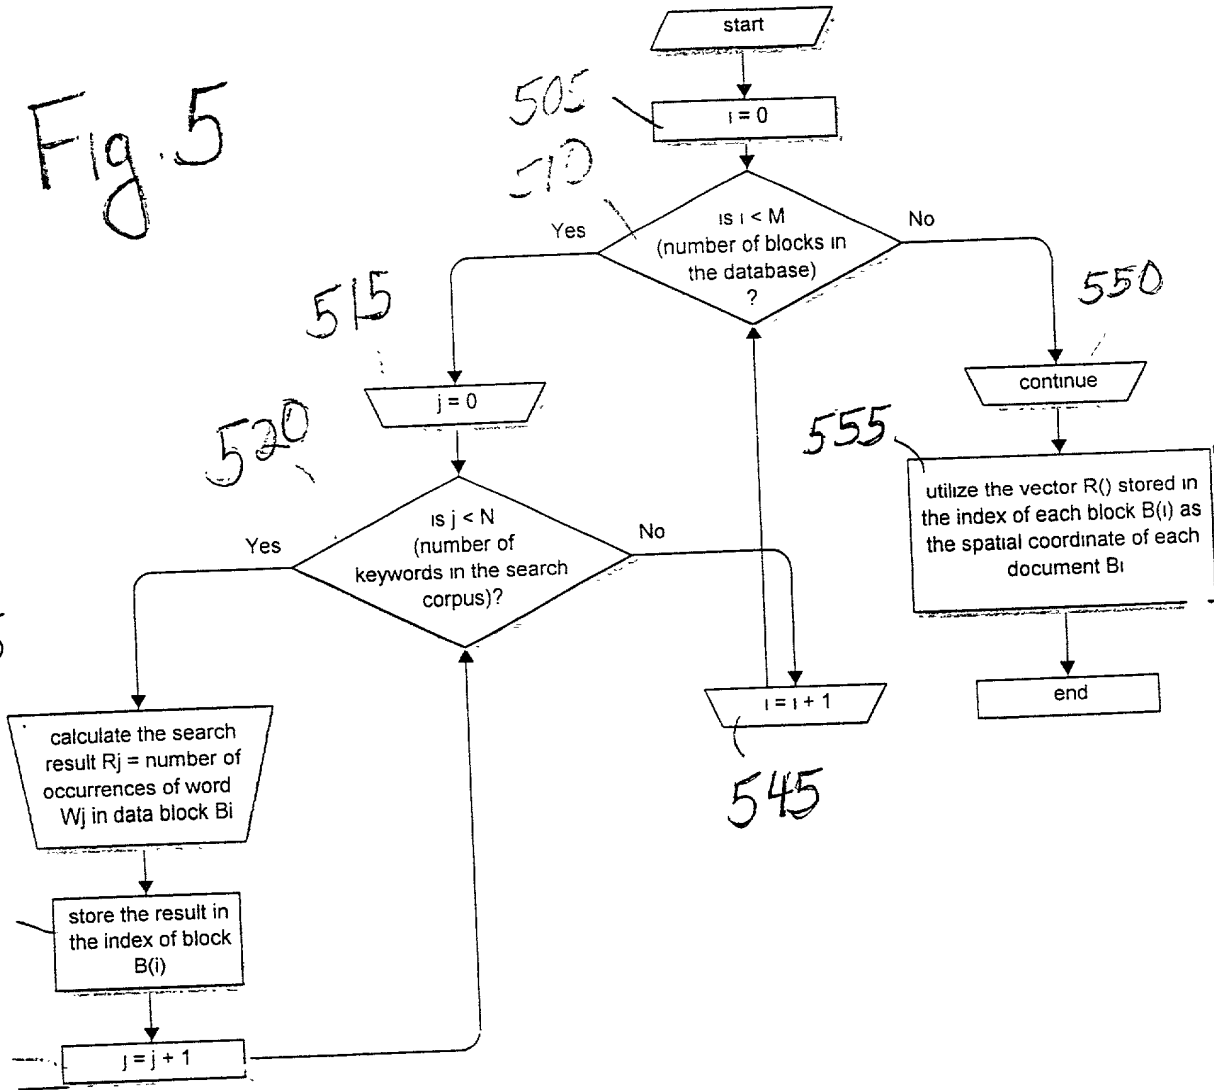 Fig. 5
start
505
i = 0
510
is i < M
(number of blocks in
the database)
?
Yes
No
515
j = 0
550
continue
520
is j < N
(number of
keywords in the search
corpus)?
Yes
No
555
utilize the vector R() stored in
the index of each block B(i) as
the spatial coordinate of each
document Bi
end
calculate the search
result Rj = number of
occurrences of word
Wj in data block Bi
i = i + 1
545
store the result in
the index of block
B(i)
j = j + 1